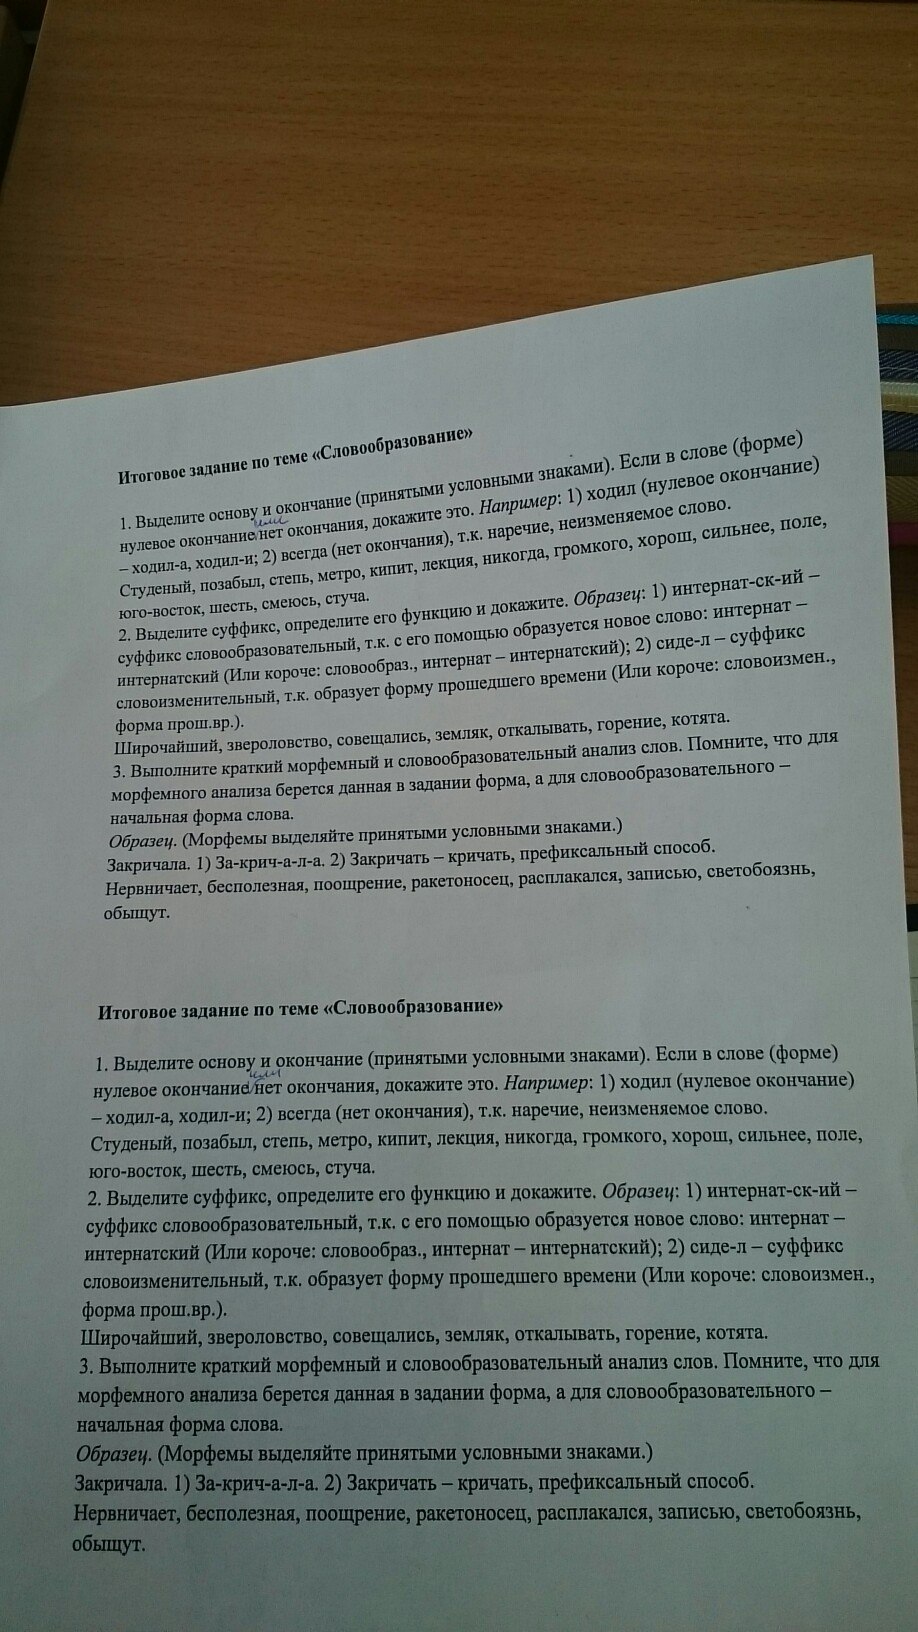 Итоговое задание по теме «Словообразование»
1. Выделите основу и окончание (принятыми условными знаками). Если в слове (форме)
или
нулевое окончание/нет окончания, докажите это. Например: 1) ходил (нулевое окончание)
– ходил-а, ходил-и; 2) всегда (нет окончания), т.к. наречие, неизменяемое слово.
Студеный, позабыл, степь, метро, кипит, лекция, никогда, громкого, хорош, сильнее, поле,
юго-восток, шесть, смеюсь, стуча.
2. Выделите суффикс, определите его функцию и докажите. Образец: 1) интернат-ск-ий –
суффикс словообразовательный, т.к. с его помощью образуется новое слово: интернат –
интернатский (Или короче: словообраз., интернат – интернатский); 2) сиде-л – суффикс
словоизменительный, т.к. образует форму прошедшего времени (Или короче: словоизмен.,
форма прош.вр.).
Широчайший, звероловство, совещались, земляк, откалывать, горение, котята.
3. Выполните краткий морфемный и словообразовательный анализ слов. Помните, что для
морфемного анализа берется данная в задании форма, а для словообразовательного –
начальная форма слова.
Образец. (Морфемы выделяйте принятыми условными знаками.)
Закричала. 1) За-крич-а-л-а. 2) Закричать – кричать, префиксальный способ.
Нервничает, бесполезная, поощрение, ракетоносец, расплакался, записью, светобоязнь,
обыщут.
Итоговое задание по теме «Словообразование»
1. Выделите основу и окончание (принятыми условными знаками). Если в слове (форме)
или
нулевое окончание/нет окончания, докажите это. Например: 1) ходил (нулевое окончание)
– ходил-а, ходил-и; 2) всегда (нет окончания), т.к. наречие, неизменяемое слово.
Студеный, позабыл, степь, метро, кипит, лекция, никогда, громкого, хорош, сильнее, поле,
юго-восток, шесть, смеюсь, стуча.
2. Выделите суффикс, определите его функцию и докажите. Образец: 1) интернат-ск-ий –
суффикс словообразовательный, т.к. с его помощью образуется новое слово: интернат –
интернатский (Или короче: словообраз., интернат – интернатский); 2) сиде-л – суффикс
словоизменительный, т.к. образует форму прошедшего времени (Или короче: словоизмен.,
форма прош.вр.).
Широчайший, звероловство, совещались, земляк, откалывать, горение, котята.
3. Выполните краткий морфемный и словообразовательный анализ слов. Помните, что для
морфемного анализа берется данная в задании форма, а для словообразовательного –
начальная форма слова.
Образец. (Морфемы выделяйте принятыми условными знаками.)
Закричала. 1) За-крич-а-л-а. 2) Закричать – кричать, префиксальный способ.
Нервничает, бесполезная, поощрение, ракетоносец, расплакался, записью, светобоязнь,
обыщут.